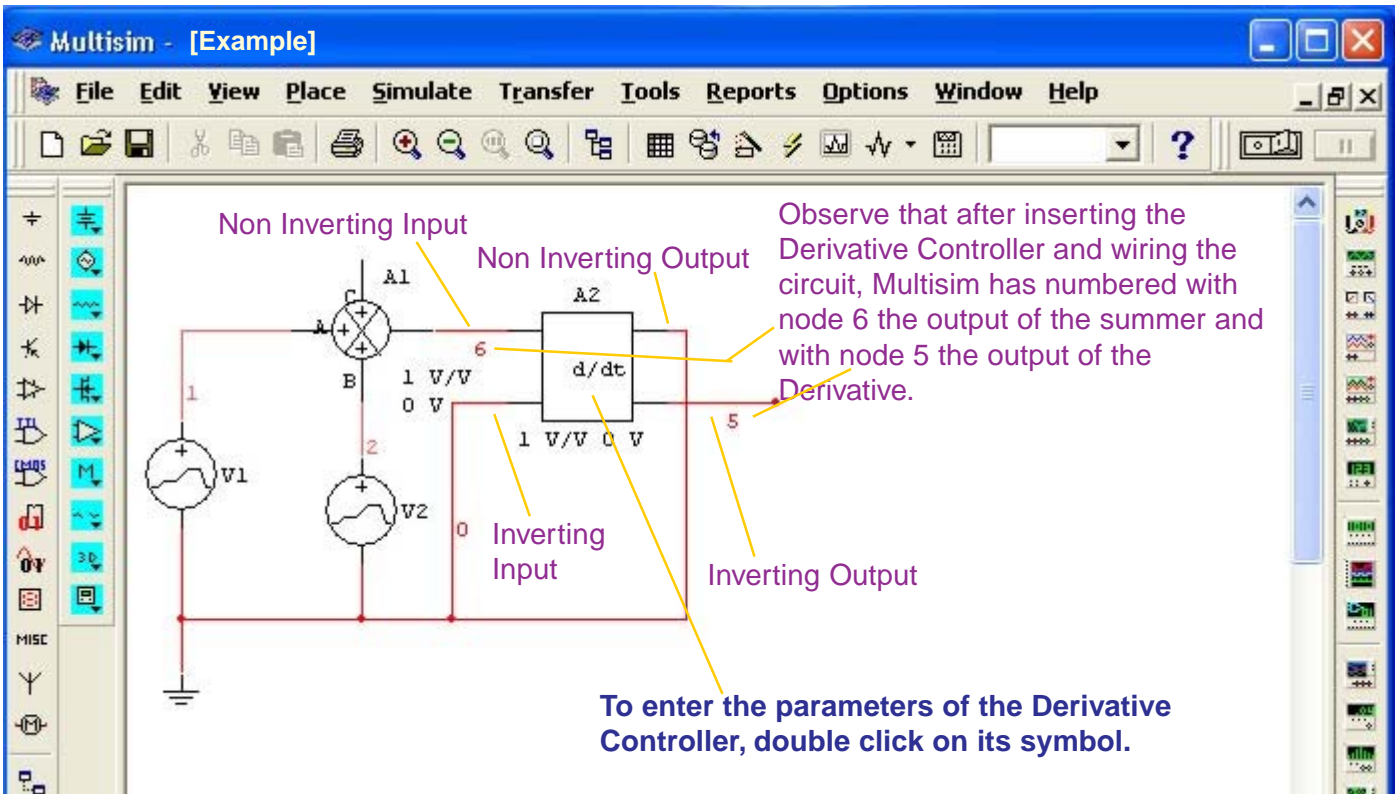 Multisim - [Example]
File Edit View Place Simulate Transfer Tools Reports Options Window Help
?
Non Inverting Input
Non Inverting Output
Observe that after inserting the
Derivative Controller and wiring the
circuit, Multisim has numbered with
node 6 the output of the summer and
with node 5 the output of the
Derivative.
A1
C
A
B
A2
d/dt
6
1 V/V
0 V
1 V/V 0 V
5
1
2
0
V1
V2
Inverting
Input
Inverting Output
To enter the parameters of the Derivative
Controller, double click on its symbol.
TTL
CMOS
M
3D
MISC
M